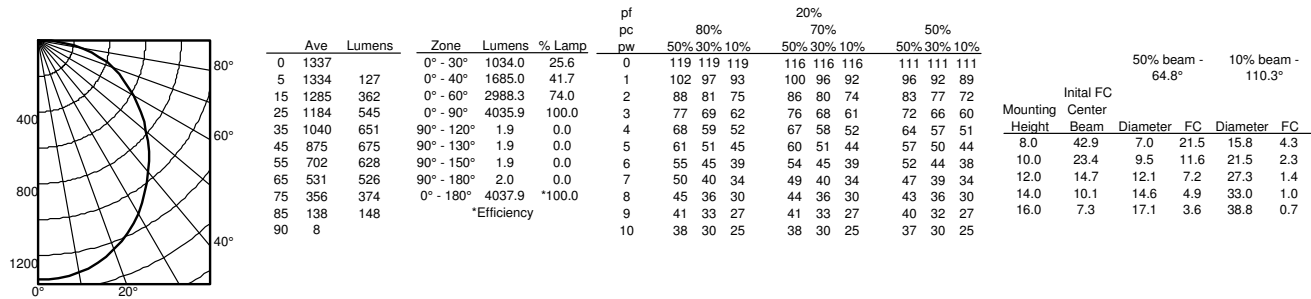 80°
60°
40°
400
800
1200
0° 20°
Ave Lumens
0 1337
5 1334 127
15 1285 362
25 1184 545
35 1040 651
45 875 675
55 702 628
65 531 526
75 356 374
85 138 148
90 8
Zone Lumens % Lamp
0° - 30° 1034.0 25.6
0° - 40° 1685.0 41.7
0° - 60° 2988.3 74.0
0° - 90° 4035.9 100.0
90° - 120° 1.9 0.0
90° - 130° 1.9 0.0
90° - 150° 1.9 0.0
90° - 180° 2.0 0.0
0° - 180° 4037.9 *100.0
*Efficiency
pf 20%
pc 80% 70% 50%
pw 50% 30% 10% 50% 30% 10% 50% 30% 10%
0 119 119 119 116 116 116 111 111 111
1 102 97 93 100 96 92 96 92 89
2 88 81 75 86 80 74 83 77 72
3 77 69 62 76 68 61 72 66 60
4 68 59 52 67 58 52 64 57 51
5 61 51 45 60 51 44 57 50 44
6 55 45 39 54 45 39 52 44 38
7 50 40 34 49 40 34 47 39 34
8 45 36 30 44 36 30 43 36 30
9 41 33 27 41 33 27 40 32 27
10 38 30 25 38 30 25 37 30 25
50% beam - 10% beam -
64.8° 110.3°
Inital FC
Mounting Center
Height Beam Diameter FC Diameter FC
8.0 42.9 7.0 21.5 15.8 4.3
10.0 23.4 9.5 11.6 21.5 2.3
12.0 14.7 12.1 7.2 27.3 1.4
14.0 10.1 14.6 4.9 33.0 1.0
16.0 7.3 17.1 3.6 38.8 0.7